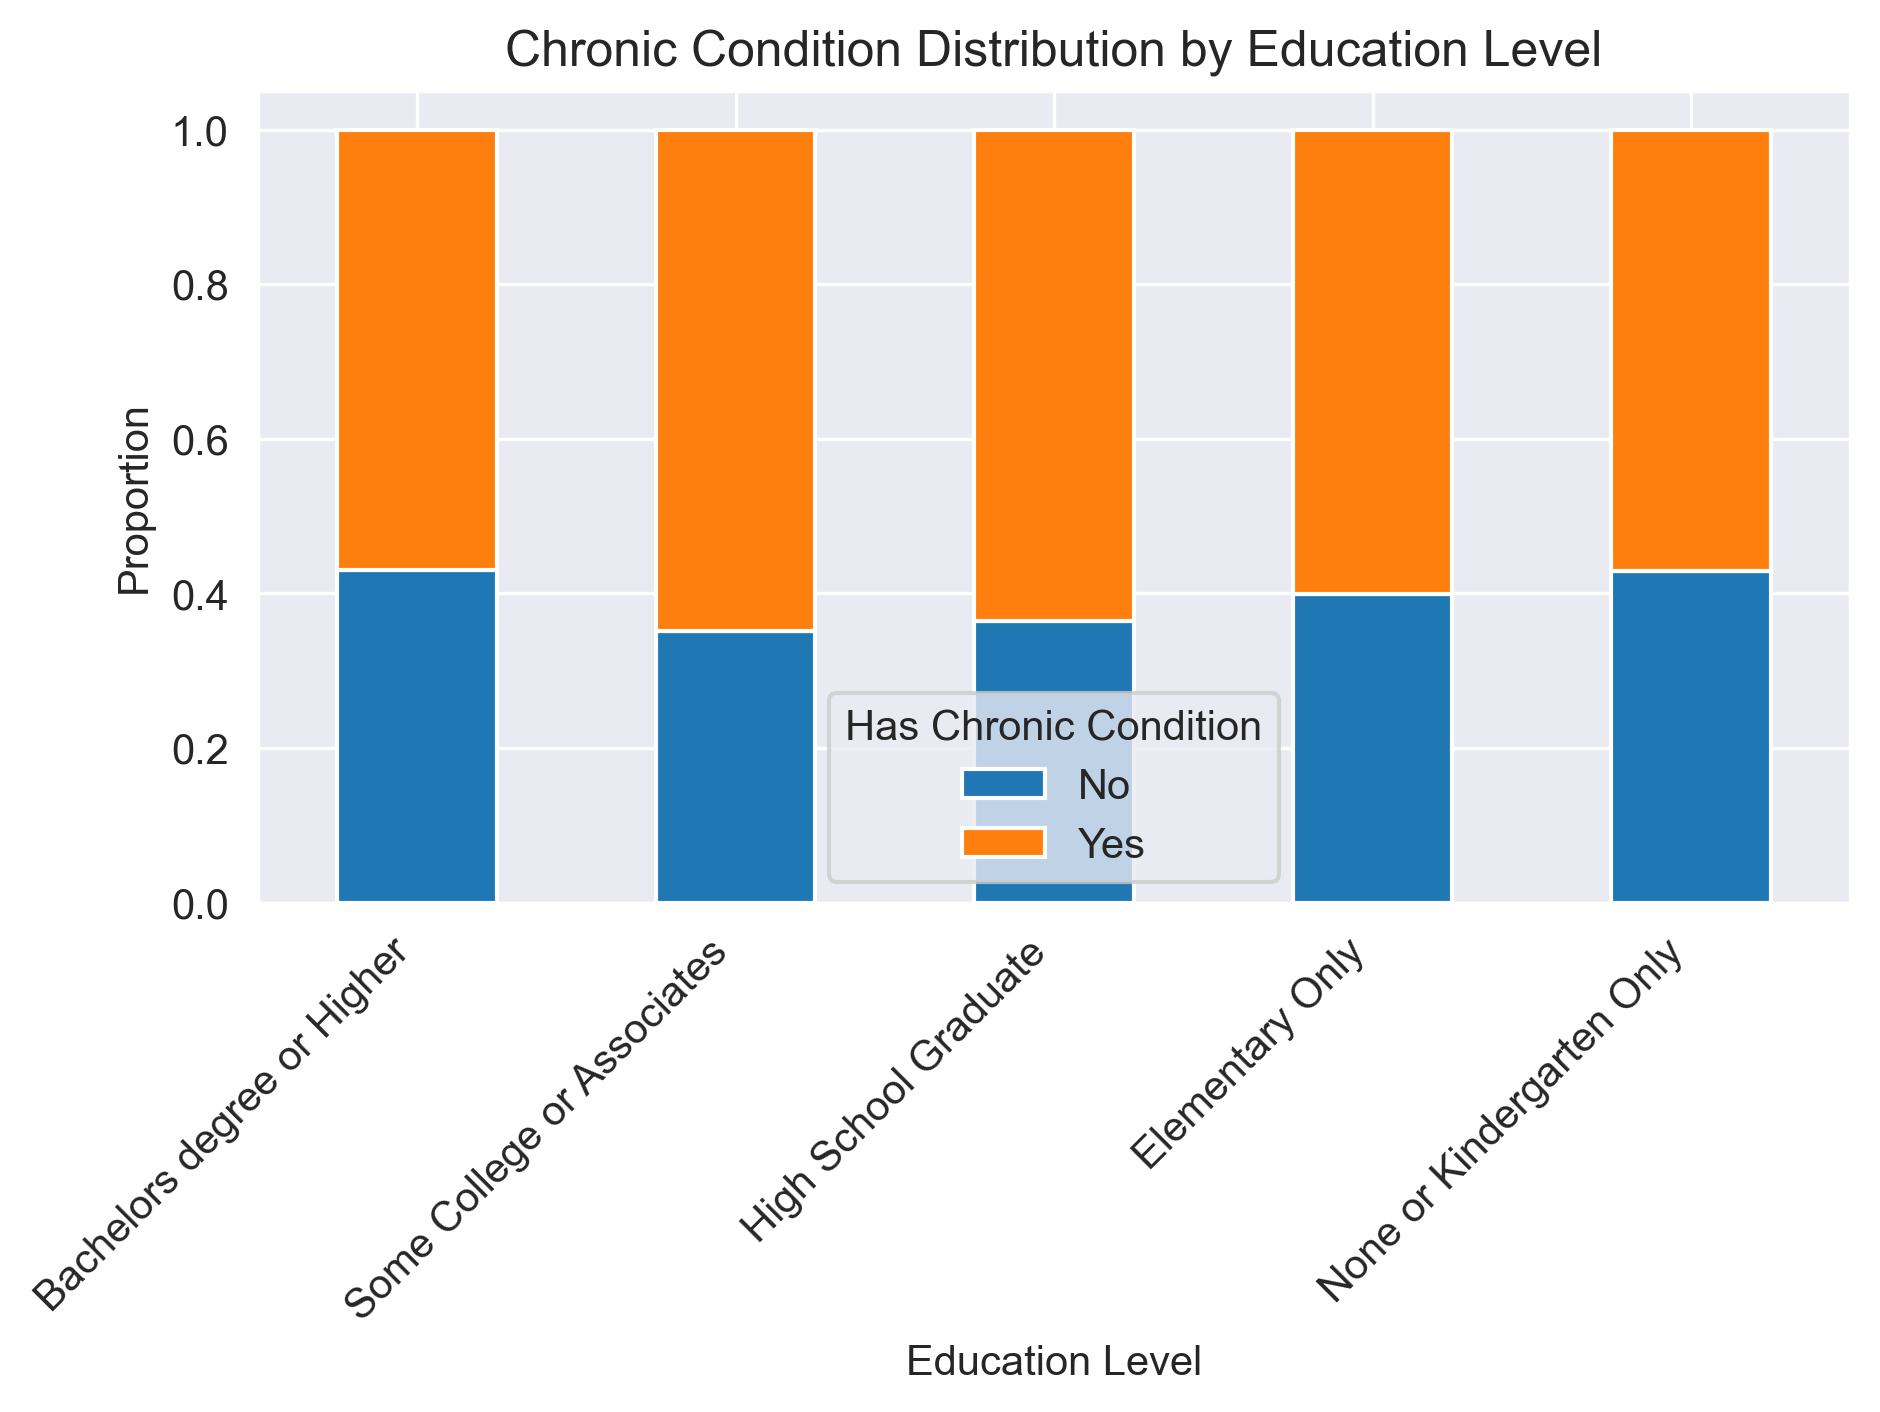 Chronic Condition Distribution by Education Level
1.0
0.8
0.6
0.4
0.2
0.0
Proportion
Has Chronic Condition
No
Yes
Bachelors degree or Higher
Some College or Associates
High School Graduate
Elementary Only
None or Kindergarten Only
Education Level